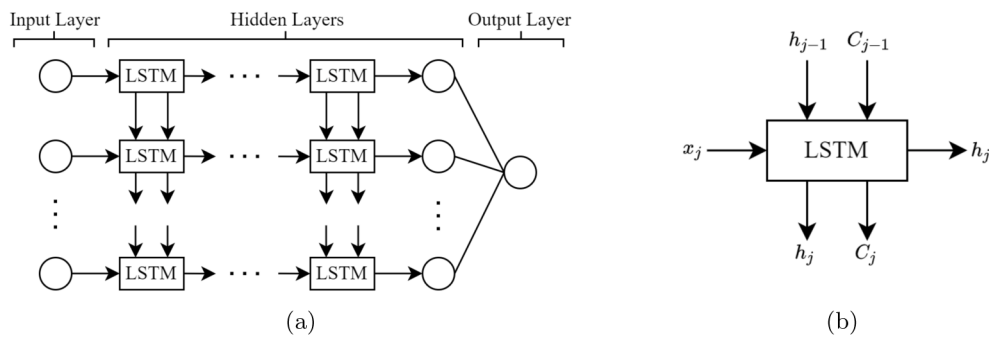 Input Layer Hidden Layers Output Layer
LSTM ··· LSTM
LSTM ··· LSTM
LSTM ··· LSTM
(a)
h_{j-1} C_{j-1}
x_j LSTM h_j
h_j C_j
(b)